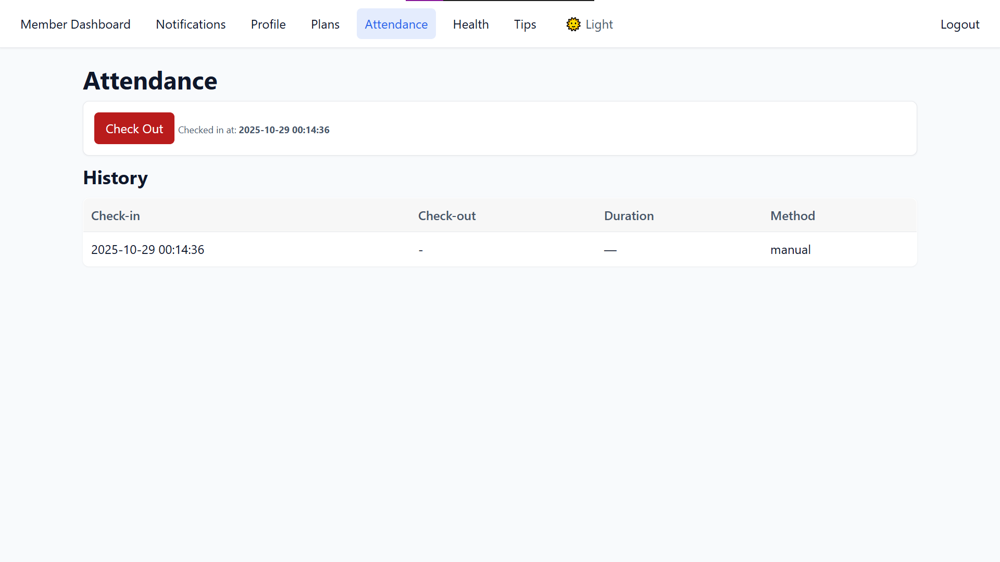 Member Dashboard Notifications Profile Plans Attendance Health Tips 🌞 Light Logout
Attendance
Check Out Checked in at: 2025-10-29 00:14:36
History
Check-in Check-out Duration Method
2025-10-29 00:14:36 - — manual